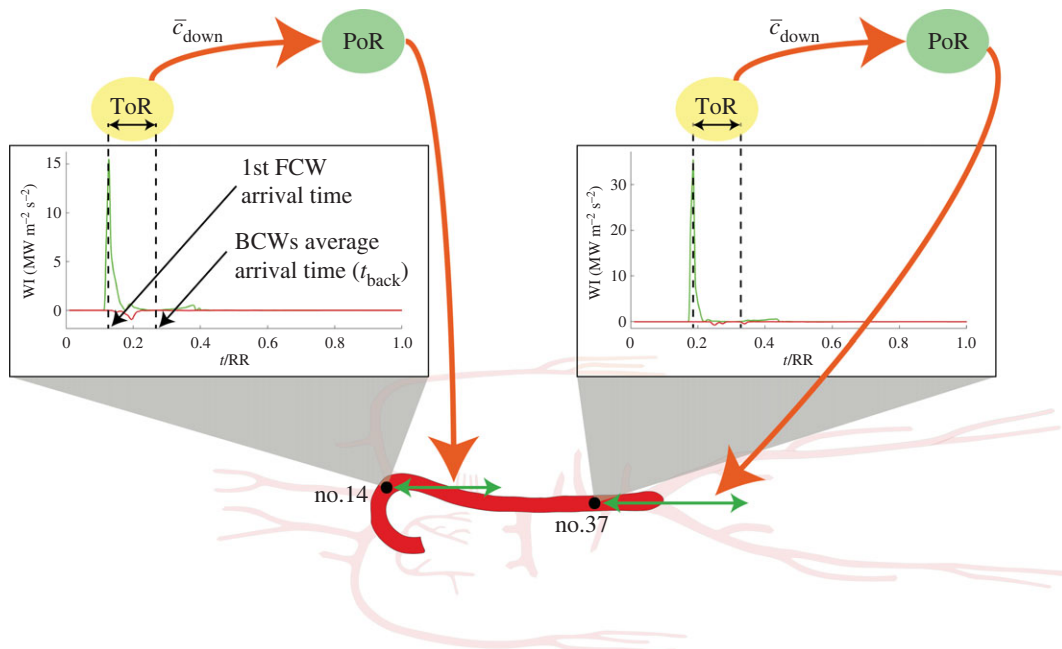 c̅down
PoR
ToR
15
10
5
0
WI (MW m⁻² s⁻²)
1st FCW
arrival time
BCWs average
arrival time (tback)
0 0.2 0.4 0.6 0.8 1.0
t/RR
c̅down
PoR
ToR
30
20
10
0
WI (MW m⁻² s⁻²)
0 0.2 0.4 0.6 0.8 1.0
t/RR
no.14
no.37